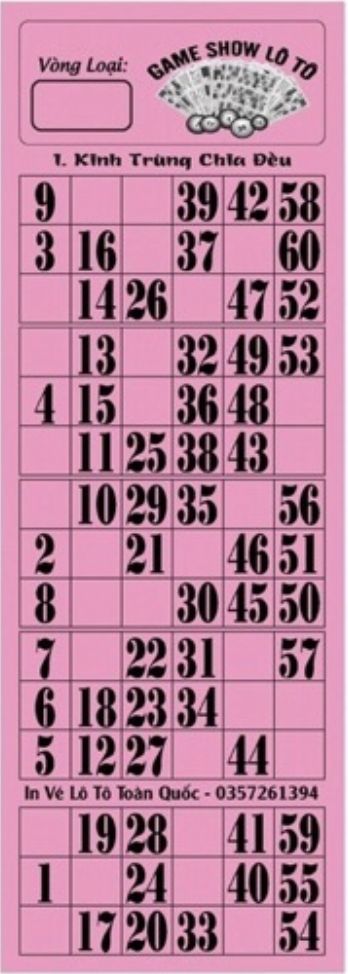 Vòng Loại:
GAME SHOW LÔ TÔ
1. Kinh Trùng Chia Đều
9 39 42 58
3 16 37 60
14 26 47 52
13 32 49 53
4 15 36 48
11 25 38 43
10 29 35 56
2 21 46 51
8 30 45 50
7 22 31 57
6 18 23 34
5 12 27 44
In Vé Lô Tô Toàn Quốc - 0357261394
19 28 41 59
1 24 40 55
17 20 33 54